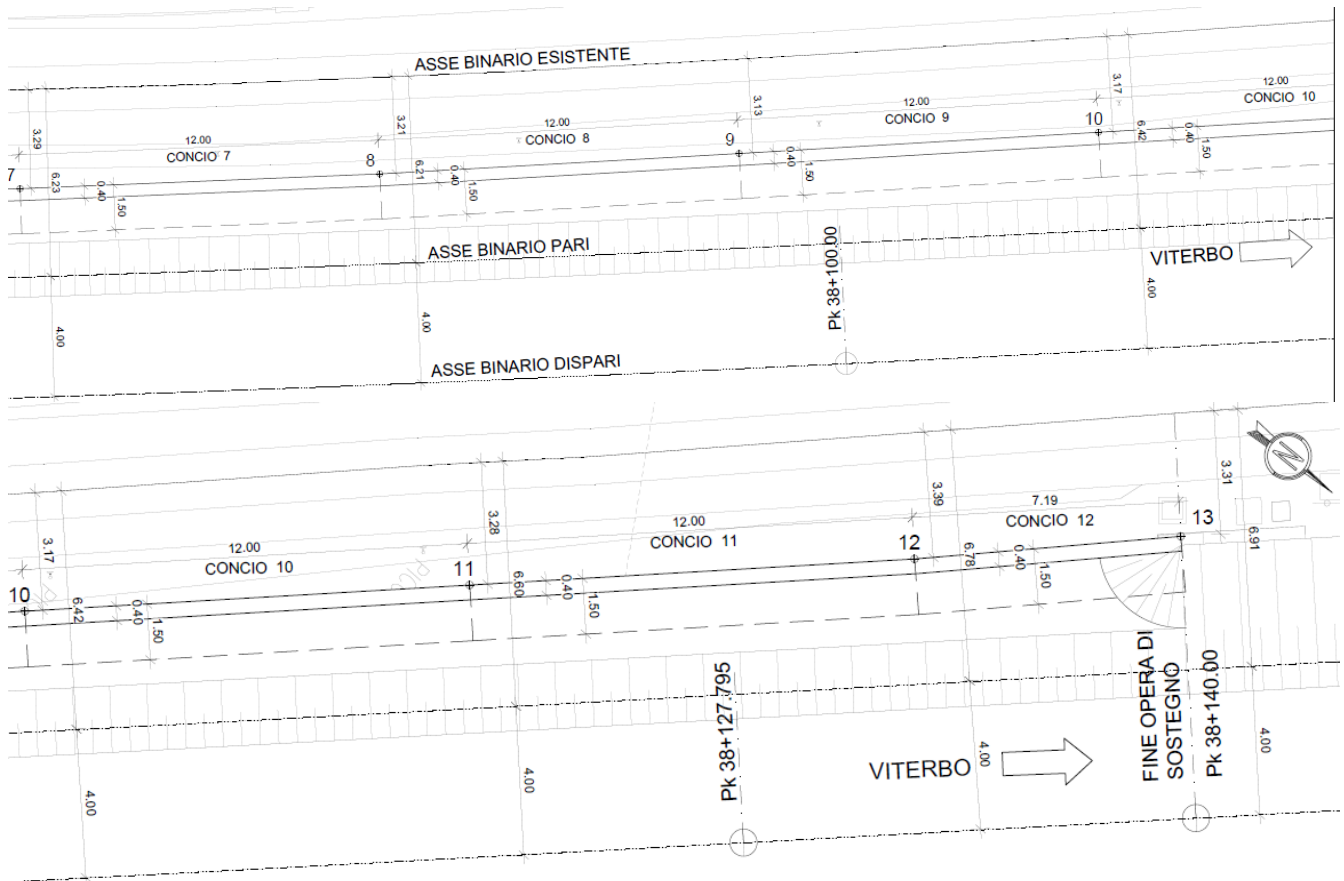 ASSE BINARIO ESISTENTE
12.00
CONCIO 7
12.00
CONCIO 8
12.00
CONCIO 9
12.00
CONCIO 10
7
8
9
10
3.29
3.21
3.13
3.17
6.23
0.40
1.50
6.21
0.40
1.50
0.40
1.50
6.42
0.40
1.50
ASSE BINARIO PARI
Pk 38+100.00
VITERBO
4.00
4.00
4.00
ASSE BINARIO DISPARI
N
3.17
3.28
3.39
3.31
12.00
CONCIO 10
12.00
CONCIO 11
7.19
CONCIO 12
10
11
12
13
6.42
0.40
1.50
6.60
0.40
1.50
6.78
0.40
1.50
6.91
Pk 38+127.795
VITERBO
FINE OPERA DI
SOSTEGNO
Pk 38+140.00
4.00
4.00
4.00
4.00